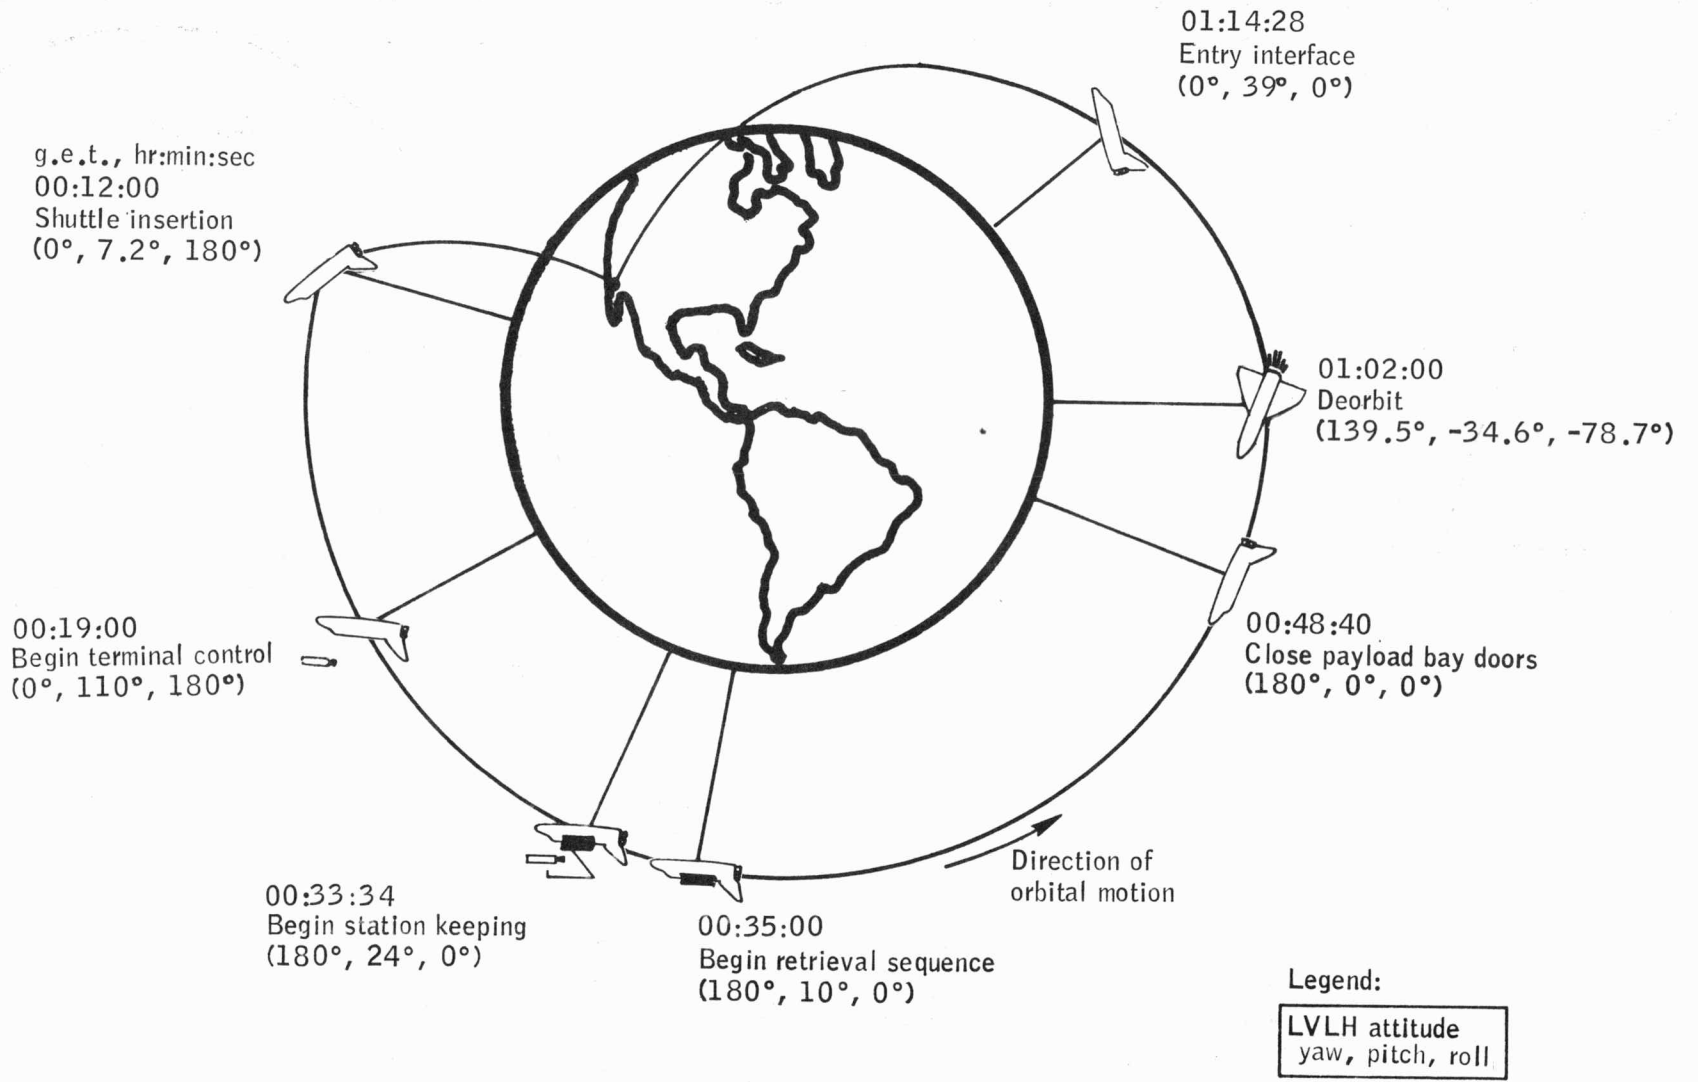 01:14:28
Entry interface
(0°, 39°, 0°)
g.e.t., hr:min:sec
00:12:00
Shuttle insertion
(0°, 7.2°, 180°)
01:02:00
Deorbit
(139.5°, -34.6°, -78.7°)
00:19:00
Begin terminal control
(0°, 110°, 180°)
00:48:40
Close payload bay doors
(180°, 0°, 0°)
Direction of
orbital motion
00:33:34
Begin station keeping
(180°, 24°, 0°)
00:35:00
Begin retrieval sequence
(180°, 10°, 0°)
Legend:
LVLH attitude
yaw, pitch, roll